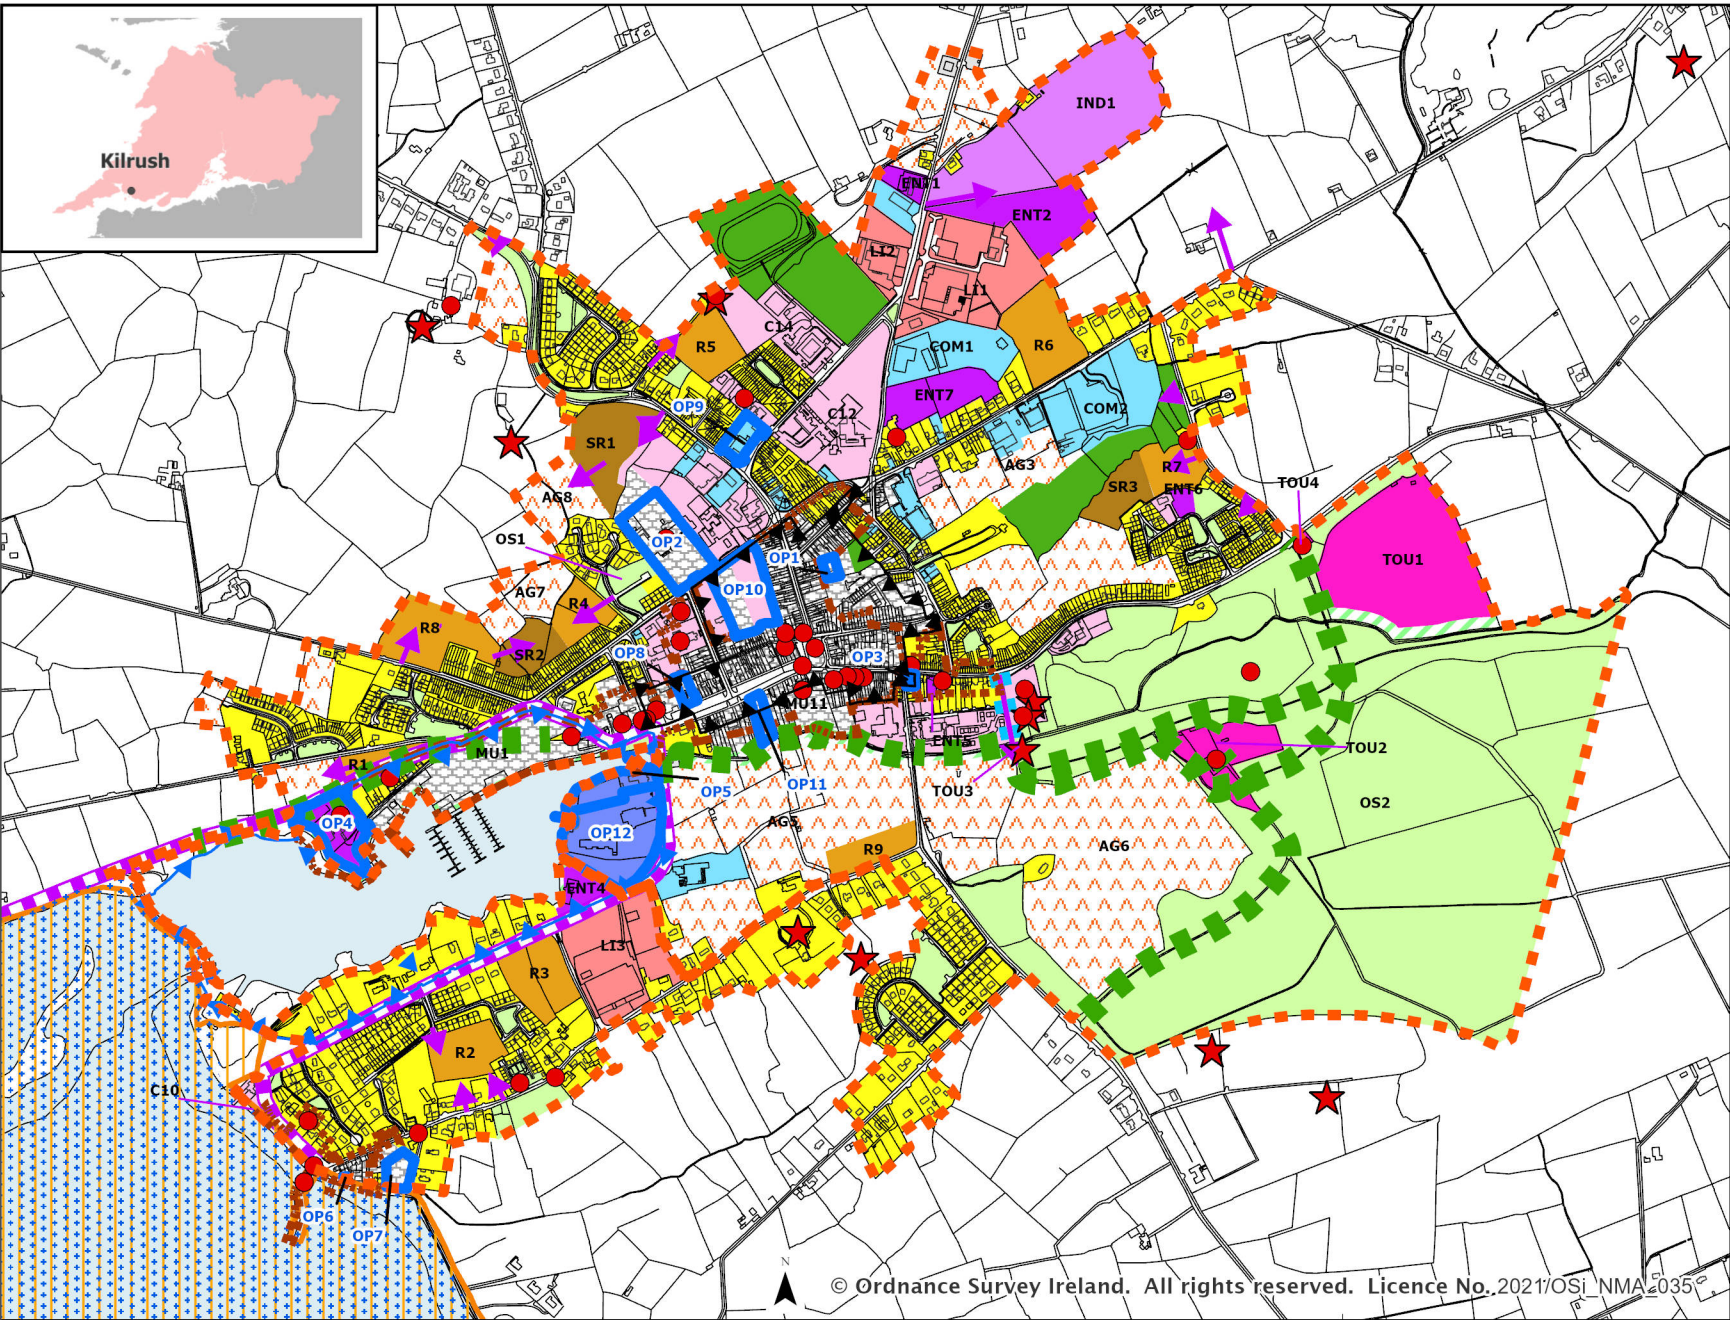 Kilrush
IND1
ENT1
ENT2
LI2
LI1
C14
R5
COM1
R6
ENT7
OP9
C12
COM2
SR1
AG3
R7
AG8
SR3
ENT6
TOU4
OS1
OP2
OP1
TOU1
AG7
R4
OP10
R8
SR2
OP8
OP3
MU11
ENT5
MU1
TOU2
R1
OP5
OP11
TOU3
OS2
OP4
OP12
AG5
R9
AG6
ENT4
LI3
R3
R2
C10
OP6
OP7
N
© Ordnance Survey Ireland. All rights reserved. Licence No. 2021/OSi_NMA_035